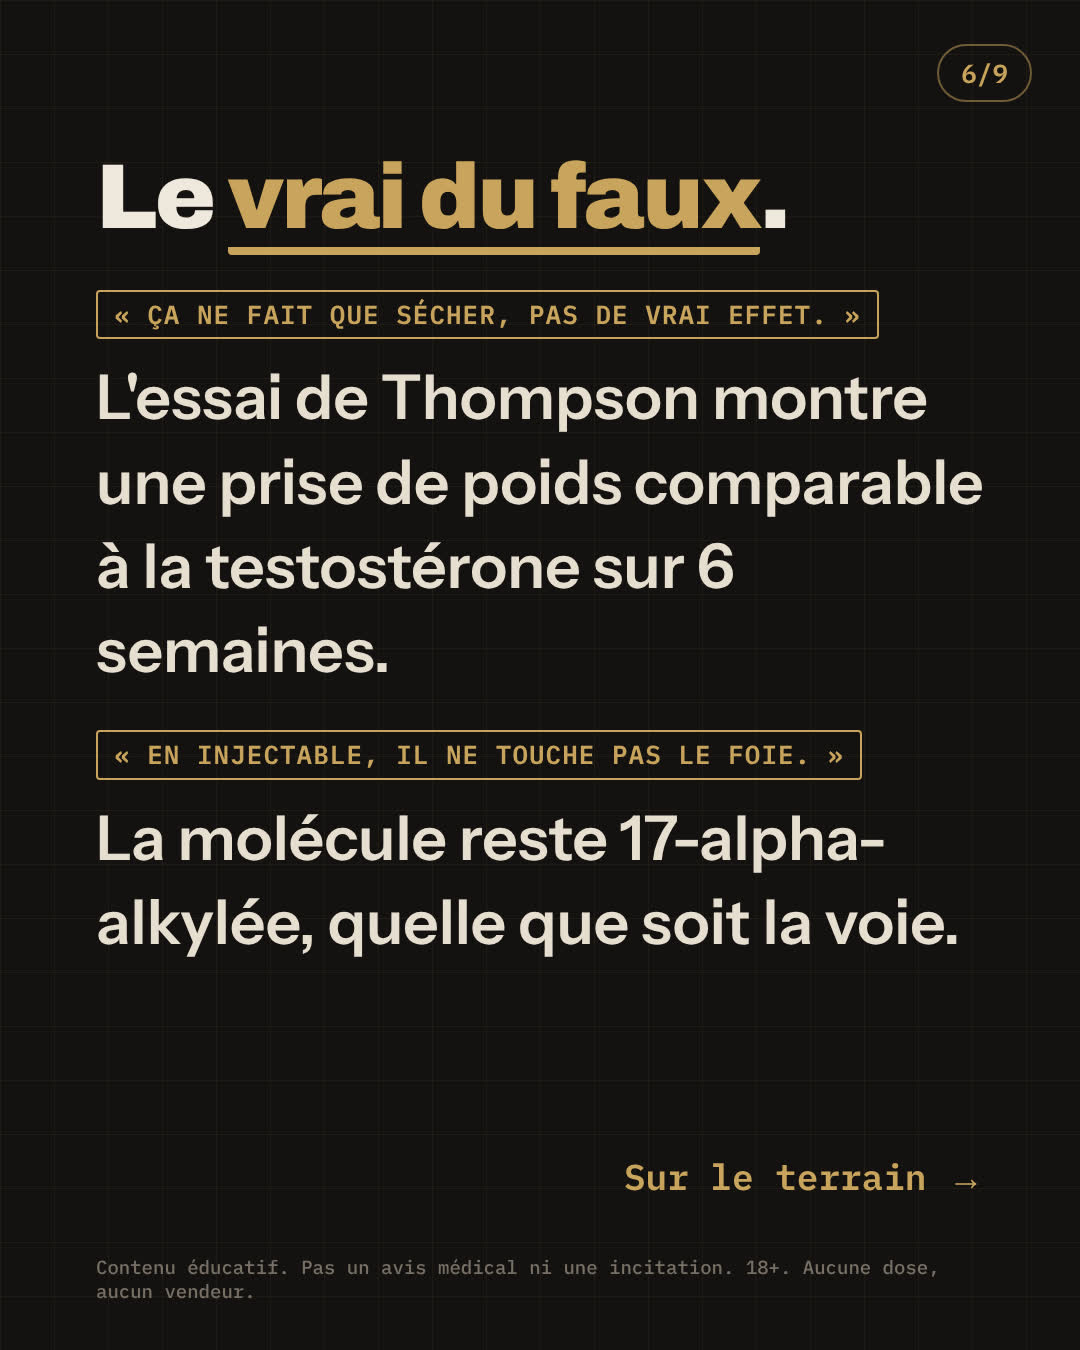 6/9
Le vrai du faux.
« ÇA NE FAIT QUE SÉCHER, PAS DE VRAI EFFET. »
L'essai de Thompson montre
une prise de poids comparable
à la testostérone sur 6
semaines.
« EN INJECTABLE, IL NE TOUCHE PAS LE FOIE. »
La molécule reste 17-alpha-
alkylée, quelle que soit la voie.
Sur le terrain →
Contenu éducatif. Pas un avis médical ni une incitation. 18+. Aucune dose,
aucun vendeur.